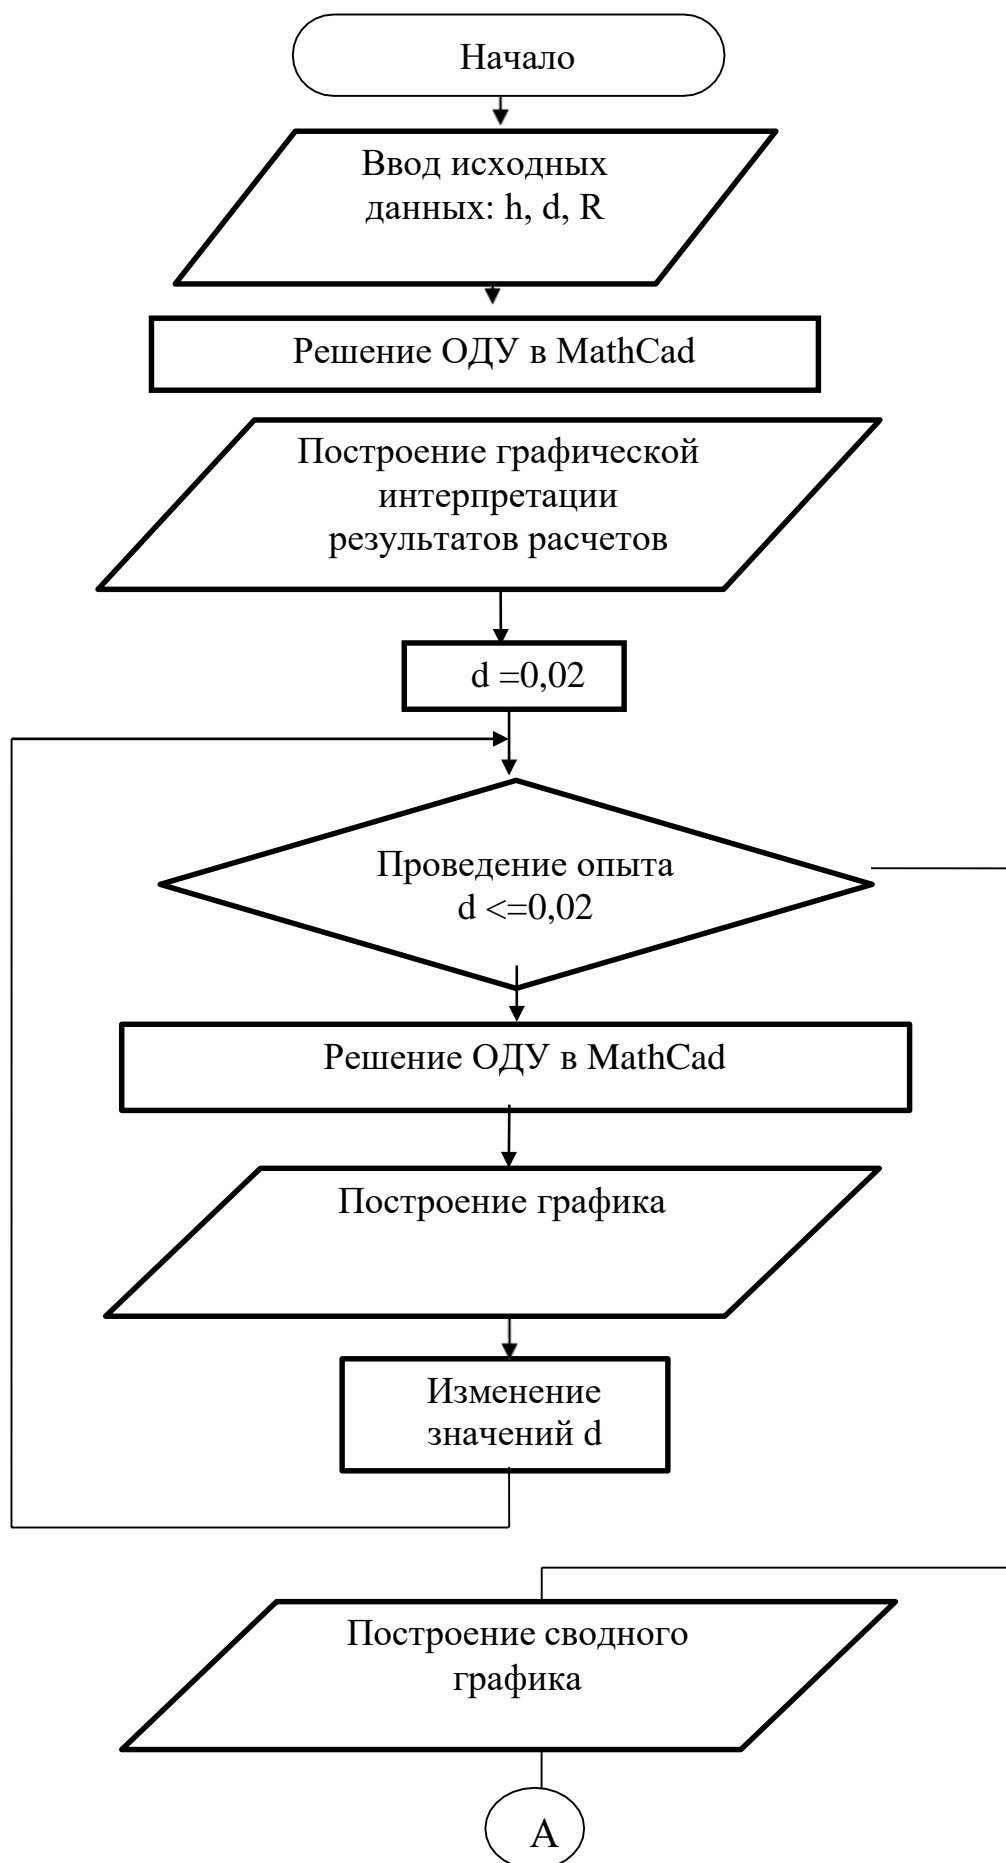 Начало
Ввод исходных
данных: h, d, R
Решение ОДУ в MathCad
Построение графической
интерпретации
результатов расчетов
d =0,02
Проведение опыта
d <=0,02
Решение ОДУ в MathCad
Построение графика
Изменение
значений d
Построение сводного
графика
А